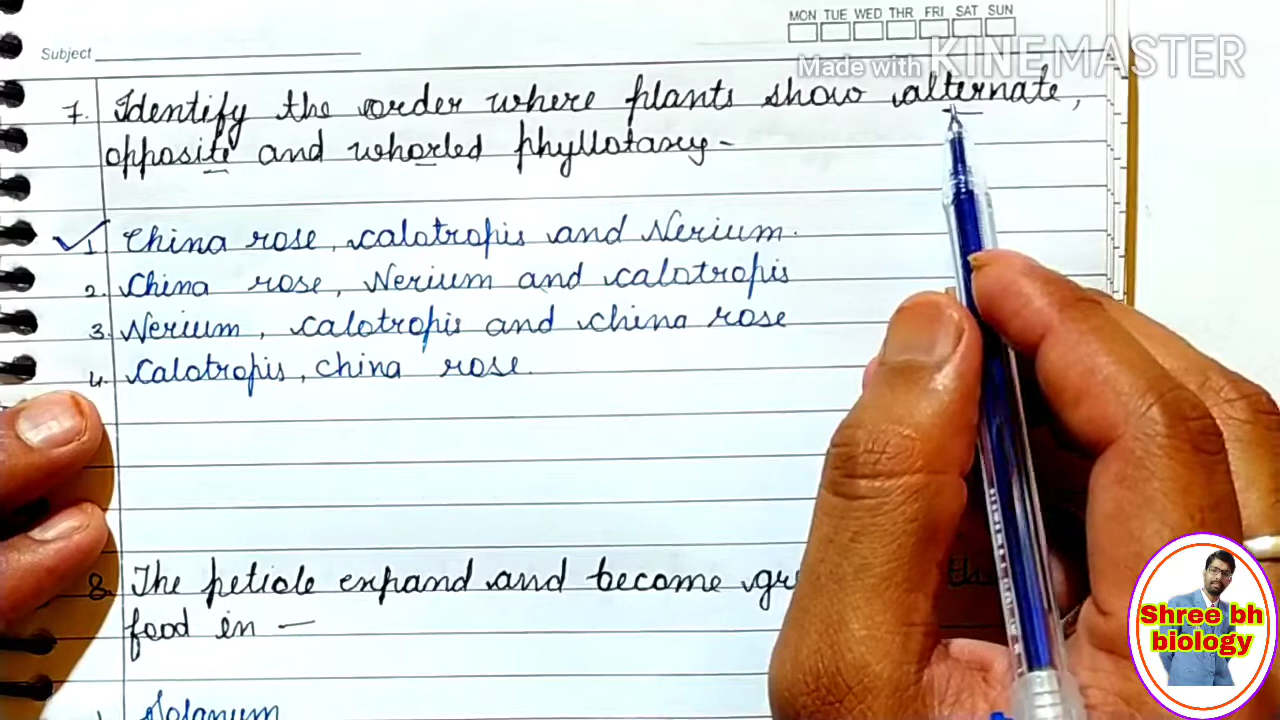 MON TUE WED THR FRI SAT SUN
Subject
Made with KINEMASTER
7. Identify the order where plants show alternate,
opposite and whorled phyllotaxy -
1. China rose, calotropis and Nerium.
2. China rose, Nerium and calotropis
3. Nerium, calotropis and china rose
4. Calotropis, china rose.
8. The petiole expand and become
food in —
Solanum
Shree bh
biology